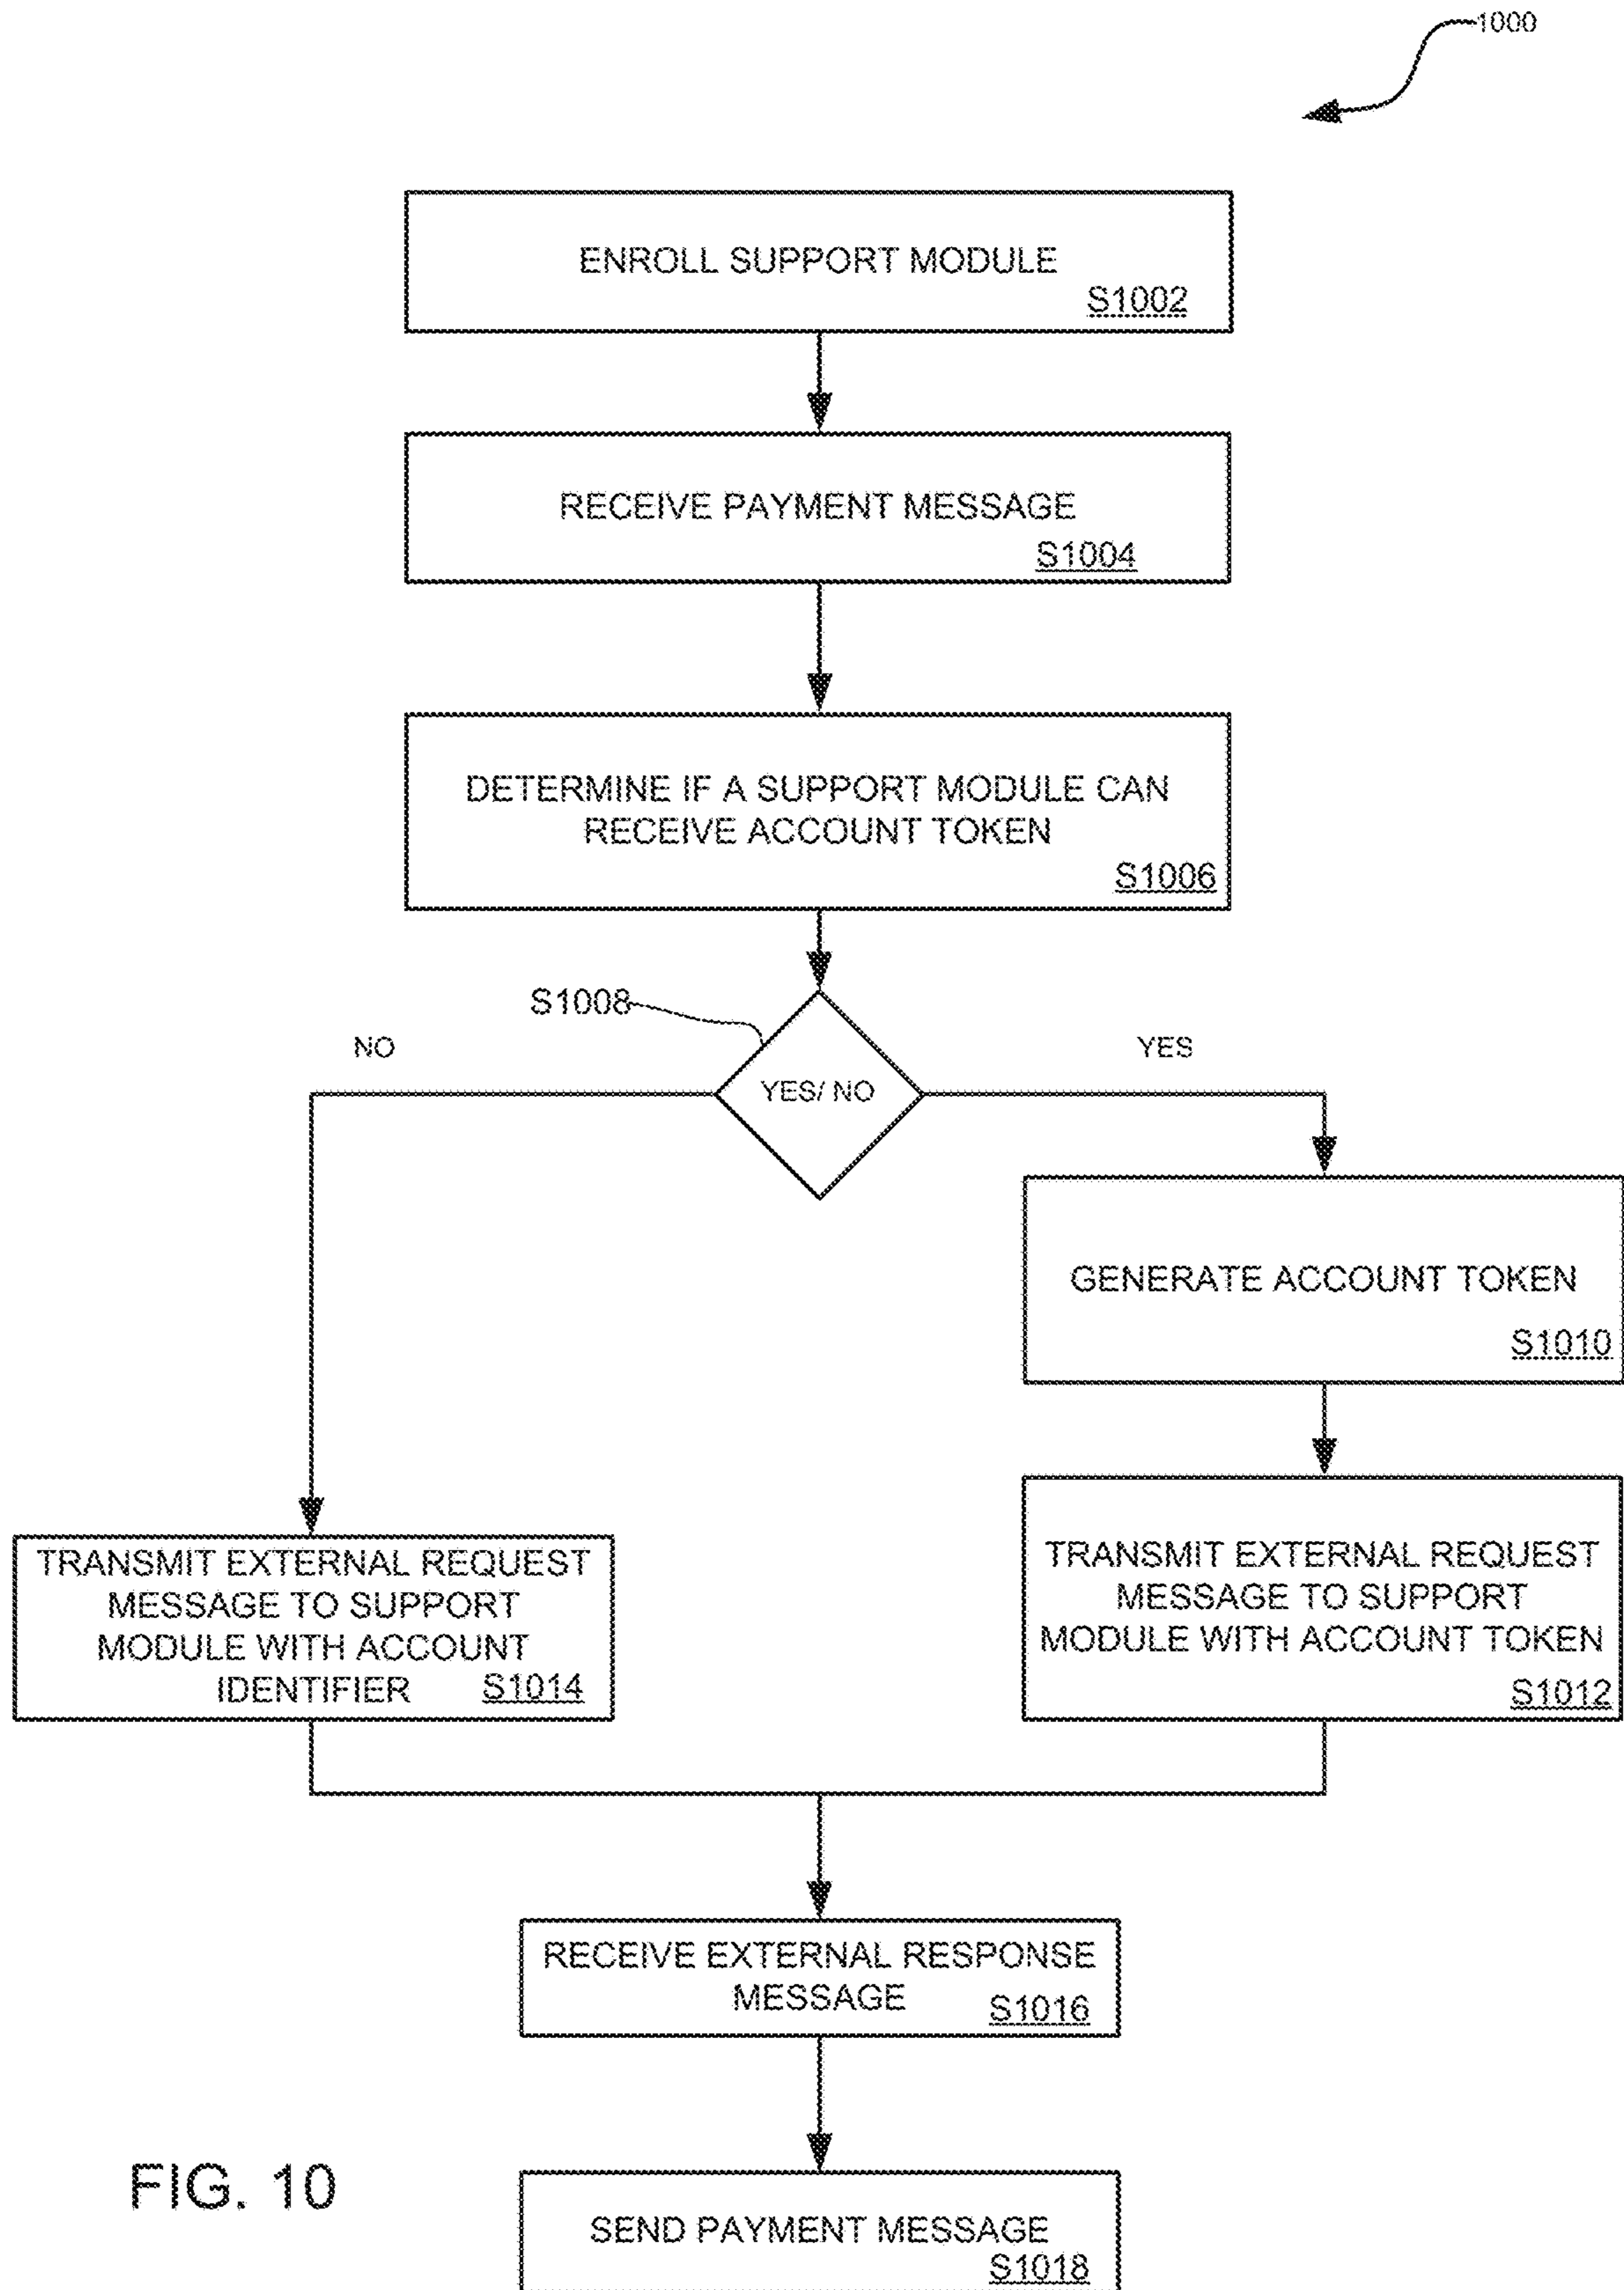 1000
ENROLL SUPPORT MODULE
S1002
RECEIVE PAYMENT MESSAGE
S1004
DETERMINE IF A SUPPORT MODULE CAN
RECEIVE ACCOUNT TOKEN
S1006
S1008
NO
YES
YES/ NO
GENERATE ACCOUNT TOKEN
S1010
TRANSMIT EXTERNAL REQUEST
MESSAGE TO SUPPORT
MODULE WITH ACCOUNT
IDENTIFIER
S1014
TRANSMIT EXTERNAL REQUEST
MESSAGE TO SUPPORT
MODULE WITH ACCOUNT TOKEN
S1012
RECEIVE EXTERNAL RESPONSE
MESSAGE
S1016
FIG. 10
SEND PAYMENT MESSAGE
S1018